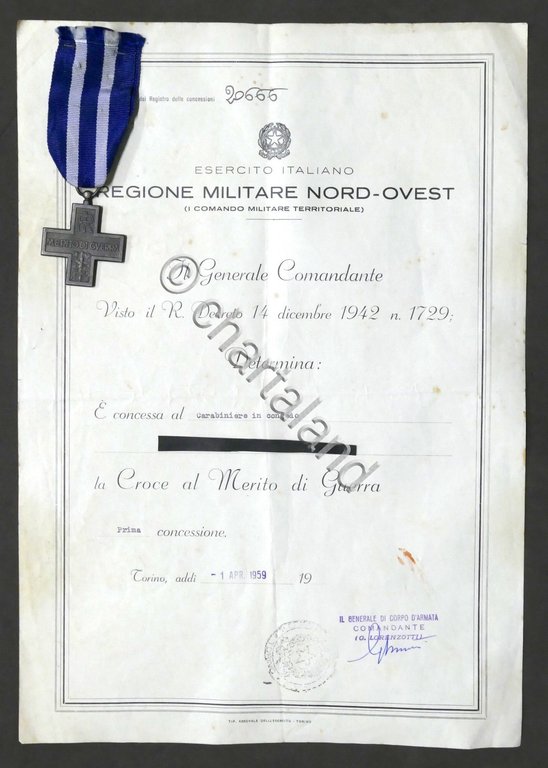 dal Registro delle concessioni 20666
ESERCITO ITALIANO
REGIONE MILITARE NORD-OVEST
(I COMANDO MILITARE TERRITORIALE)
MERITO DI GUERRA
Il Generale Comandante
Visto il R. Decreto 14 dicembre 1942 n. 1729;
Determina:
È concessa al Carabiniere in congedo
la Croce al Merito di Guerra
Prima concessione,
Torino, addì - 1 APR. 1959 19
IL GENERALE DI CORPO D'ARMATA
COMANDANTE
(G. LORENZOTTI)
TIP. ARSENALE DELL'ESERCITO - TORINO
© chartaland